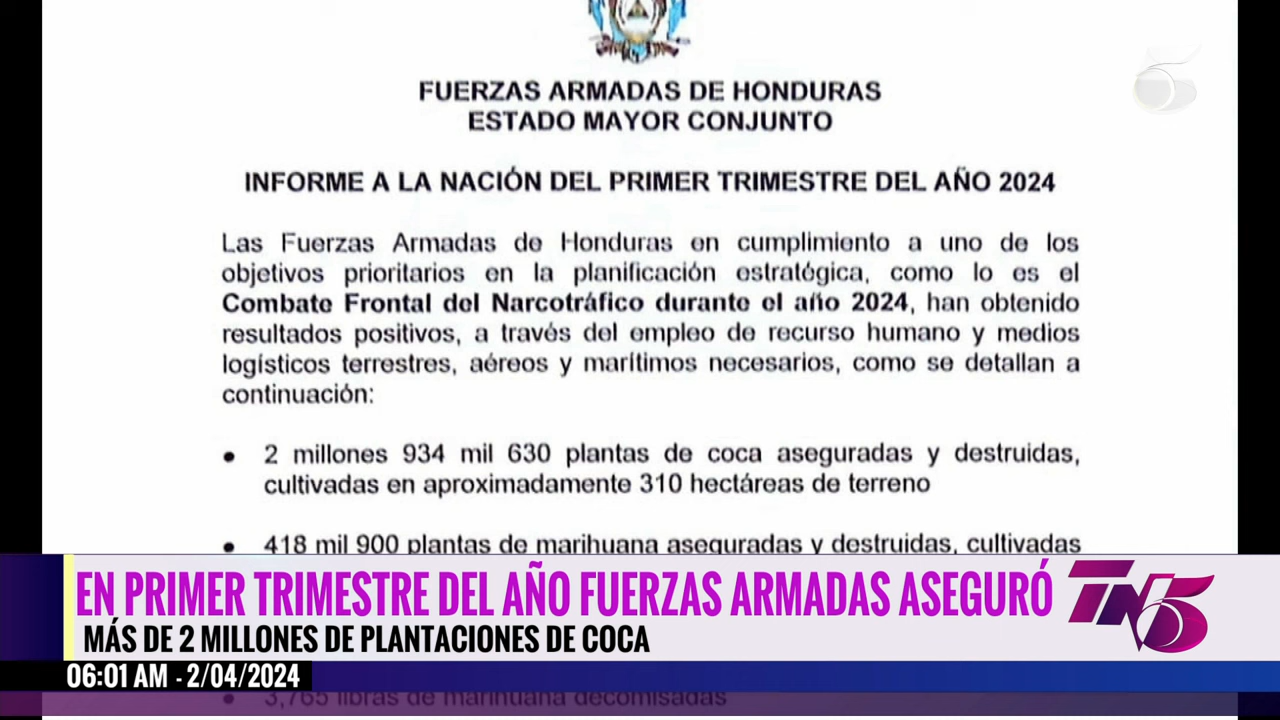 FUERZAS ARMADAS DE HONDURAS
ESTADO MAYOR CONJUNTO
INFORME A LA NACIÓN DEL PRIMER TRIMESTRE DEL AÑO 2024
Las Fuerzas Armadas de Honduras en cumplimiento a uno de los
objetivos prioritarios en la planificación estratégica, como lo es el
Combate Frontal del Narcotráfico durante el año 2024, han obtenido
resultados positivos, a través del empleo de recurso humano y medios
logísticos terrestres, aéreos y marítimos necesarios, como se detallan a
continuación:
• 2 millones 934 mil 630 plantas de coca aseguradas y destruidas,
cultivadas en aproximadamente 310 hectáreas de terreno
• 418 mil 900 plantas de marihuana aseguradas y destruidas, cultivadas
EN PRIMER TRIMESTRE DEL AÑO FUERZAS ARMADAS ASEGURÓ
MÁS DE 2 MILLONES DE PLANTACIONES DE COCA
TN5
06:01 AM - 2/04/2024
• 3,765 libras de marihuana decomisadas
5